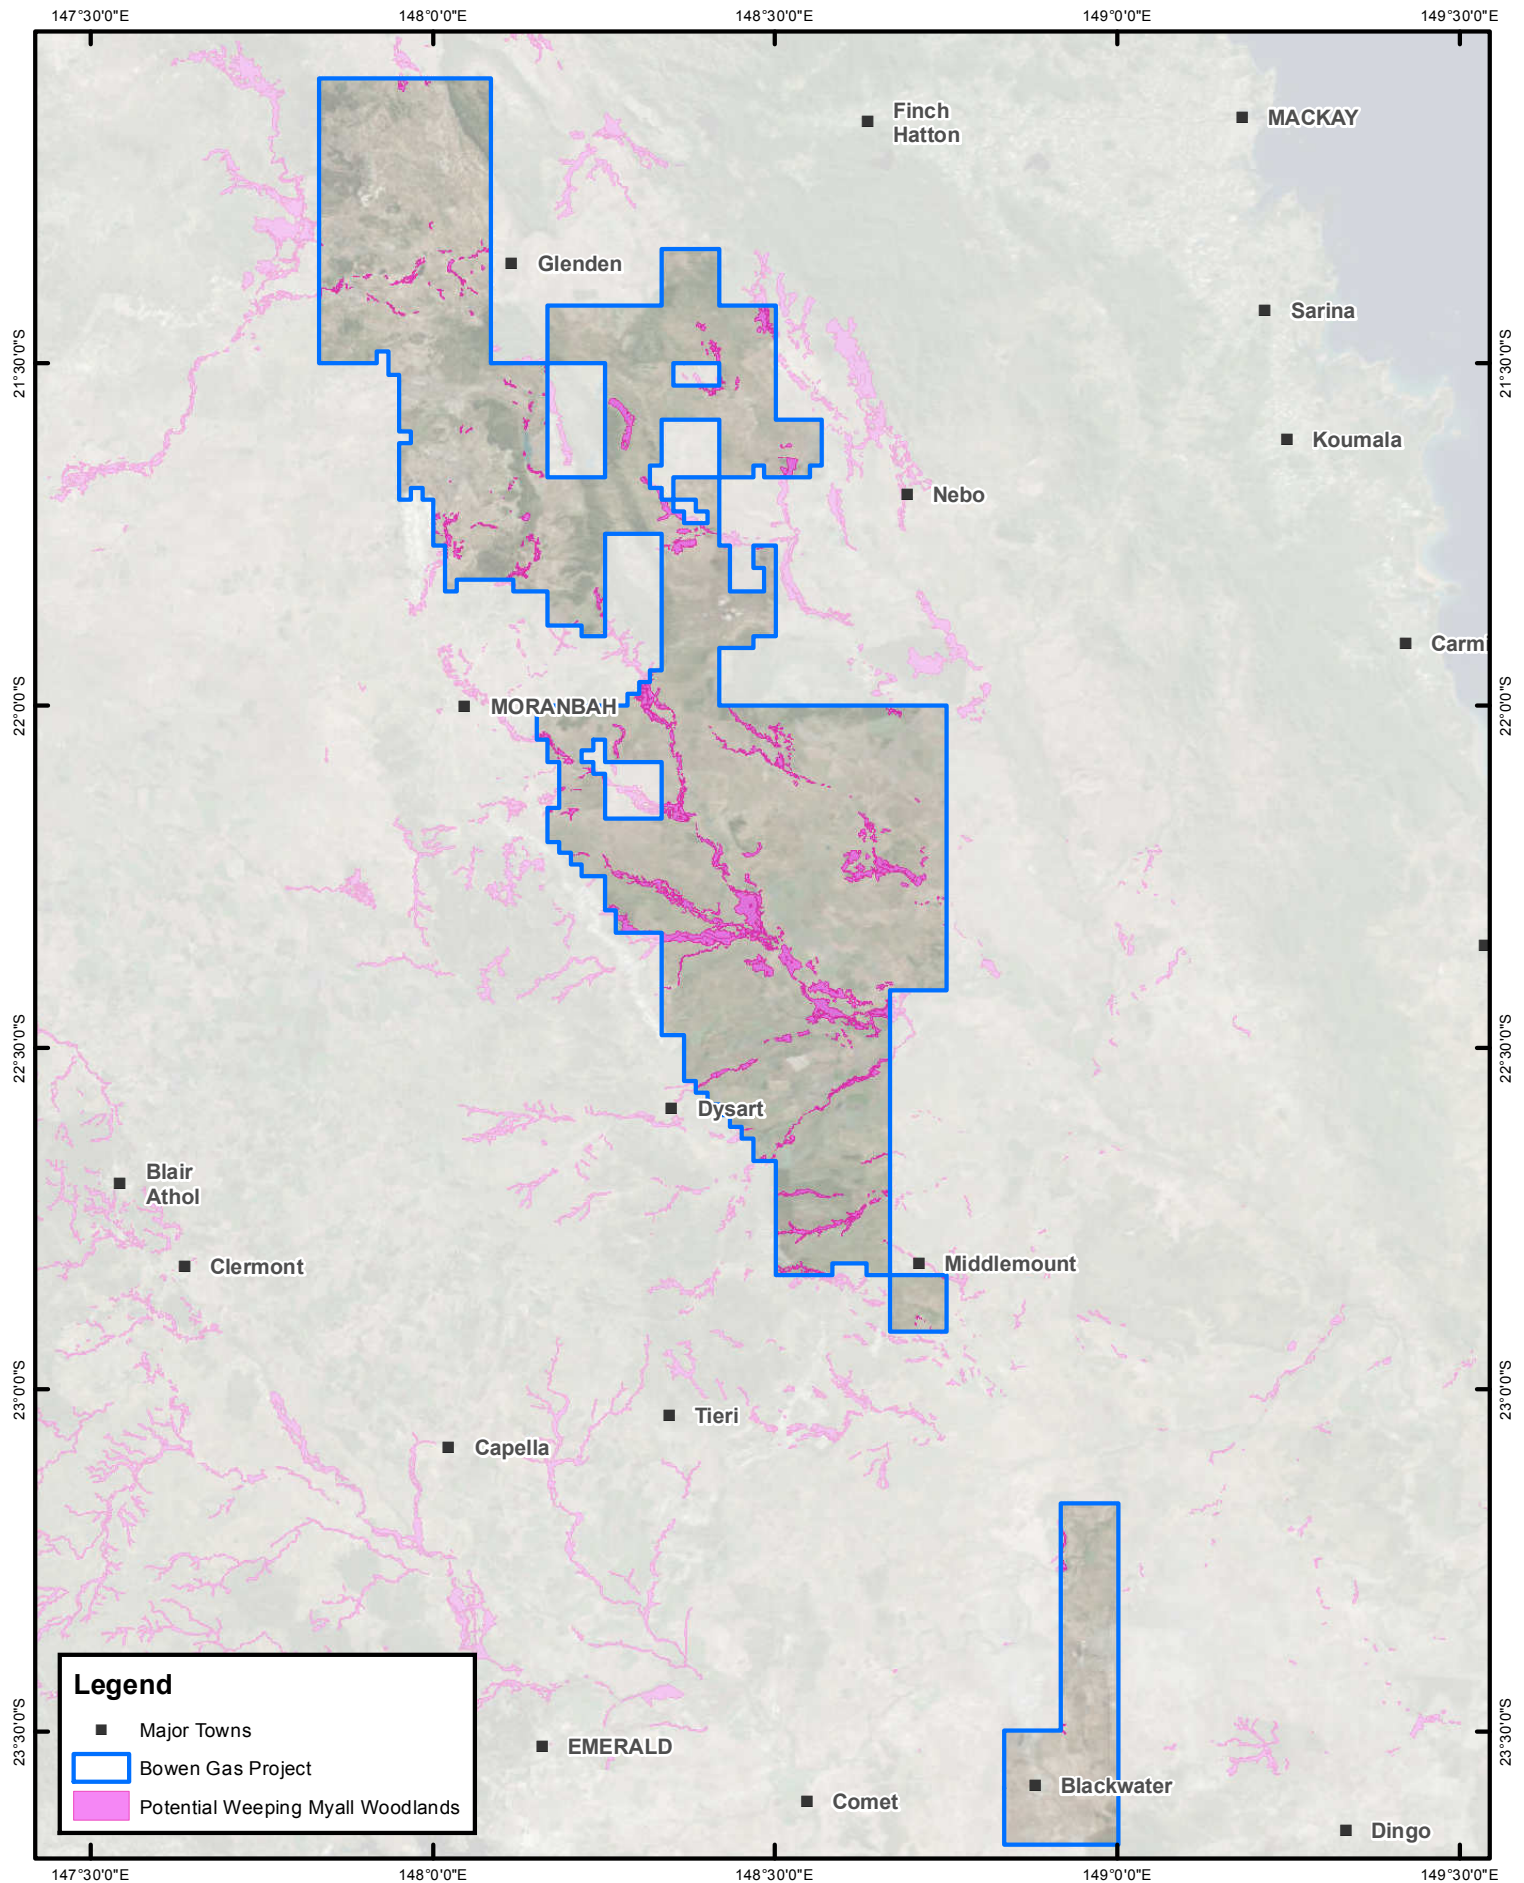 147°30'0"E 148°0'0"E 148°30'0"E 149°0'0"E 149°30'0"E
Finch
Hatton
MACKAY
Glenden
Sarina
21°30'0"S
21°30'0"S
Koumala
Nebo
Carmi
22°0'0"S
MORANBAH
22°0'0"S
22°30'0"S
22°30'0"S
Dysart
Blair
Athol
Clermont
Middlemount
23°0'0"S
23°0'0"S
Tieri
Capella
Legend
Major Towns
Bowen Gas Project
Potential Weeping Myall Woodlands
23°30'0"S
23°30'0"S
EMERALD
Blackwater
Comet
Dingo
147°30'0"E 148°0'0"E 148°30'0"E 149°0'0"E 149°30'0"E